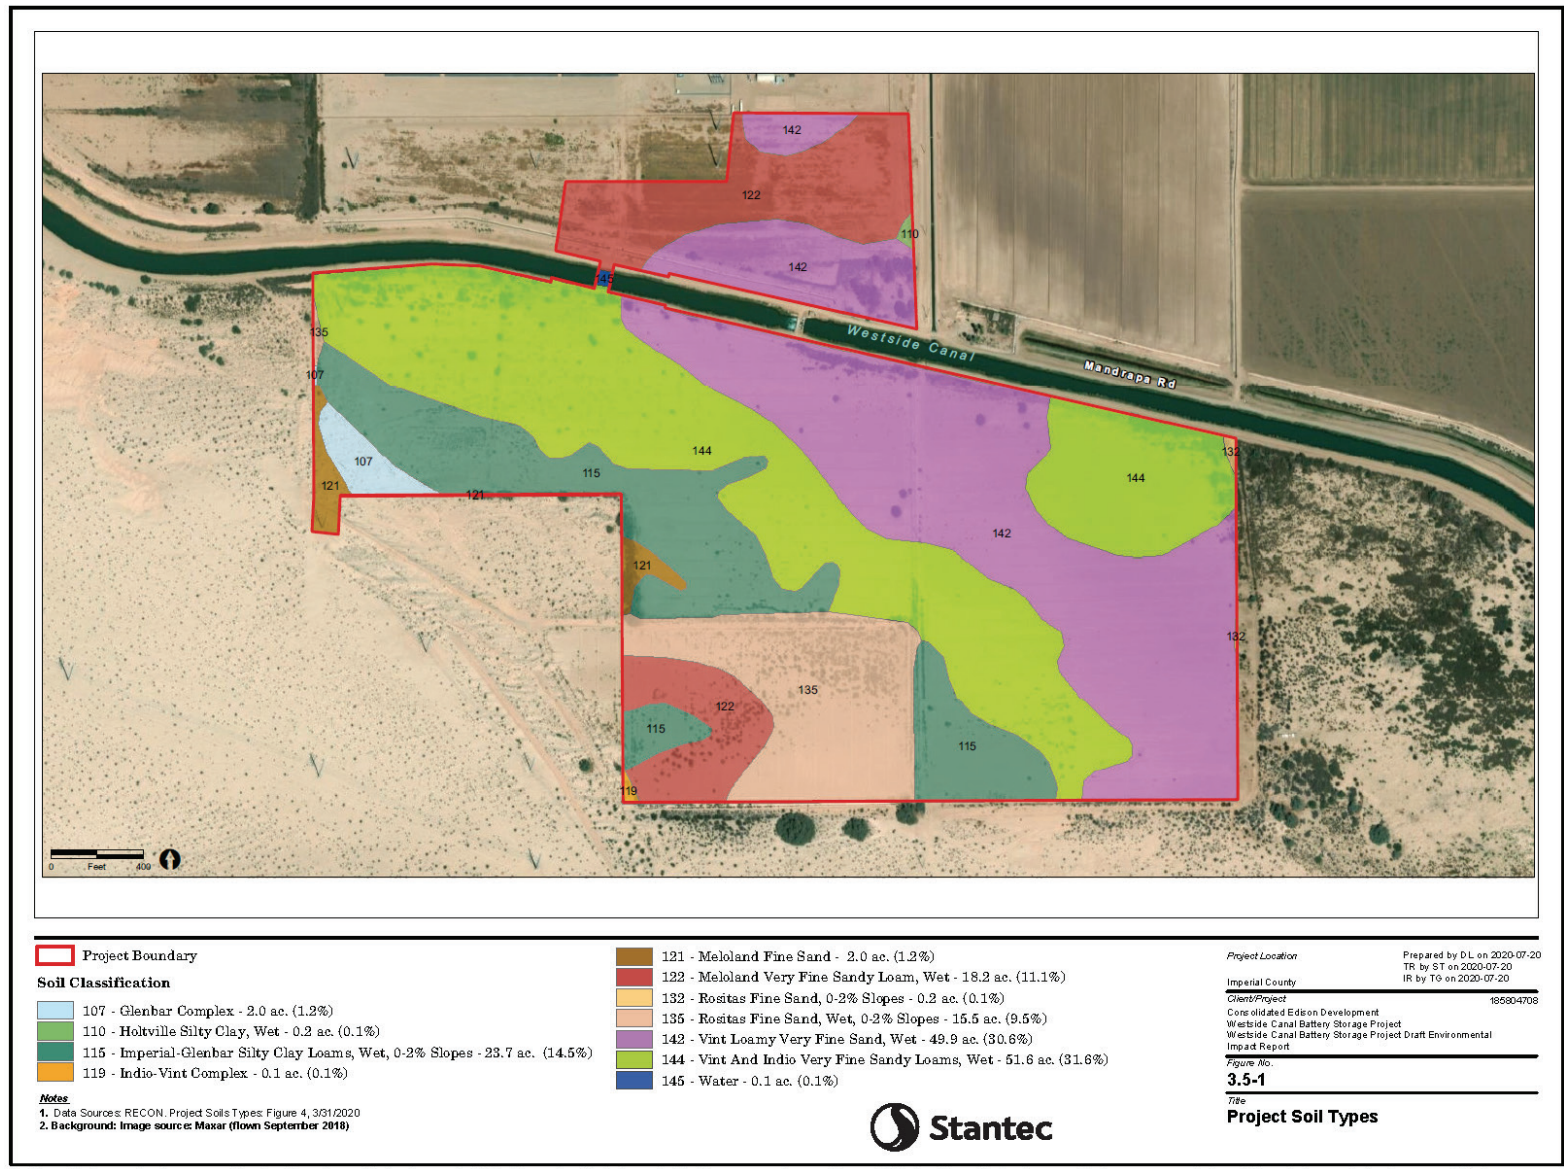 142
122
110
142
145
Westside Canal
Mandrapa Rd
135
107
132
144
107
115
144
121
121
142
121
132
135
122
115
115
119
0 Feet 400
Project Boundary
Soil Classification
107 - Glenbar Complex - 2.0 ac. (1.2%)
110 - Holtville Silty Clay, Wet - 0.2 ac. (0.1%)
115 - Imperial-Glenbar Silty Clay Loams, Wet, 0-2% Slopes - 23.7 ac. (14.5%)
119 - Indio-Vint Complex - 0.1 ac. (0.1%)
121 - Meloland Fine Sand - 2.0 ac. (1.2%)
122 - Meloland Very Fine Sandy Loam, Wet - 18.2 ac. (11.1%)
132 - Rositas Fine Sand, 0-2% Slopes - 0.2 ac. (0.1%)
135 - Rositas Fine Sand, Wet, 0-2% Slopes - 15.5 ac. (9.5%)
142 - Vint Loamy Very Fine Sand, Wet - 49.9 ac. (30.6%)
144 - Vint And Indio Very Fine Sandy Loams, Wet - 51.6 ac. (31.6%)
145 - Water - 0.1 ac. (0.1%)
Notes
1. Data Sources: RECON. Project Soils Types: Figure 4, 3/31/2020
2. Background: Image source: Maxar (flown September 2018)
Stantec
Project Location
Imperial County
Prepared by DL on 2020-07-20
TR by ST on 2020-07-20
IR by TG on 2020-07-20
Client/Project
185804708
Consolidated Edison Development
Westside Canal Battery Storage Project
Westside Canal Battery Storage Project Draft Environmental
Impact Report
Figure No.
3.5-1
Title
Project Soil Types